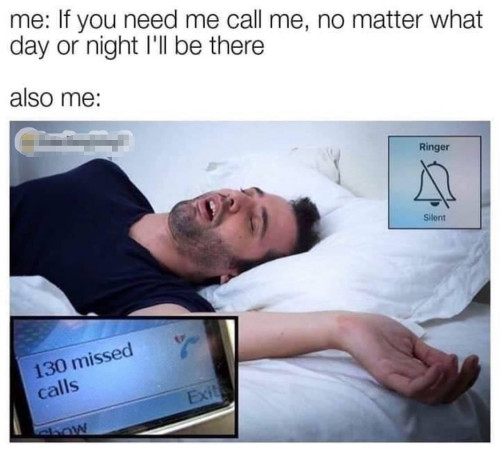 me: If you need me call me, no matter what
day or night I'll be there
also me:
Ringer
Silent
130 missed
calls
Exit
Show